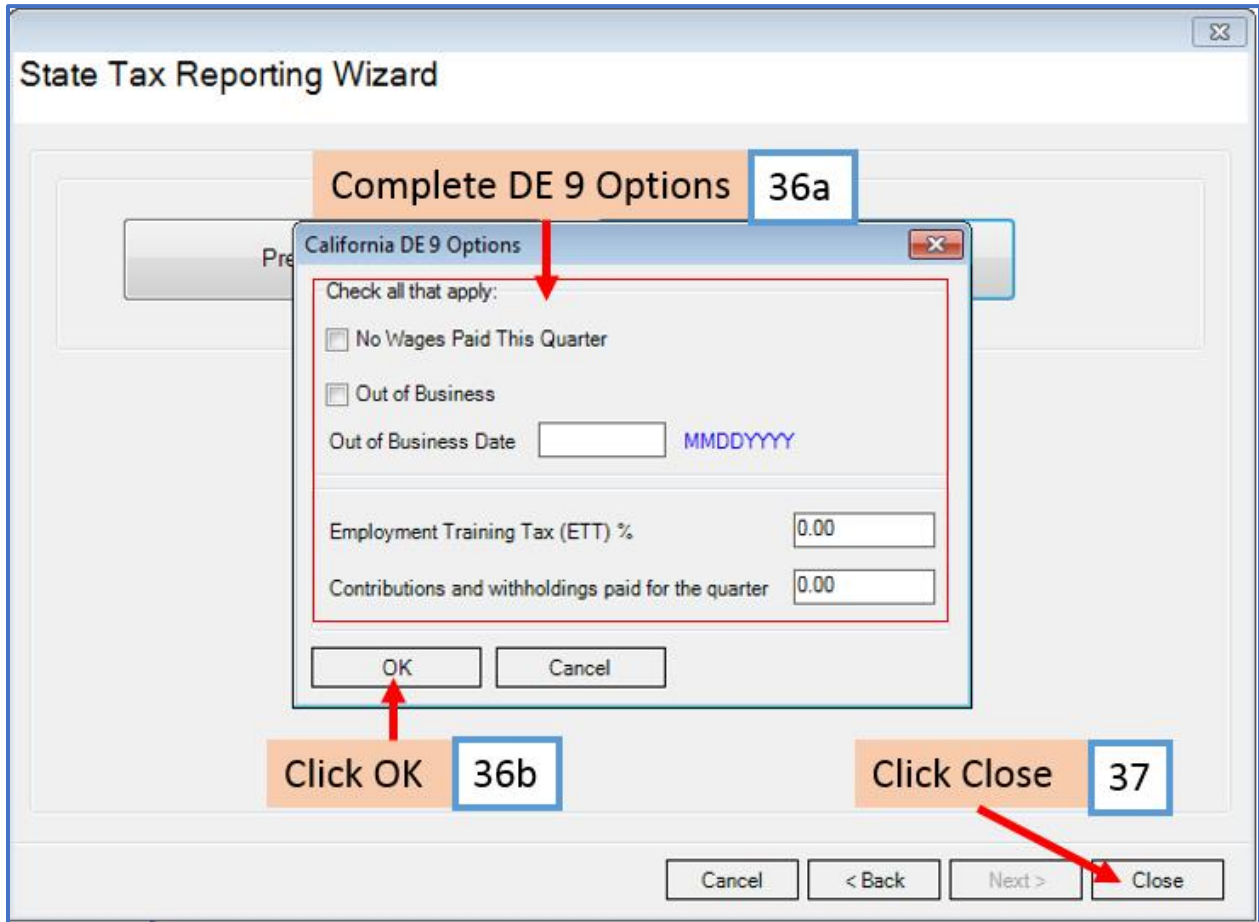 State Tax Reporting Wizard
Complete DE 9 Options 36a
Pre
California DE 9 Options
Check all that apply:
No Wages Paid This Quarter
Out of Business
Out of Business Date MMDDYYYY
Employment Training Tax (ETT) % 0.00
Contributions and withholdings paid for the quarter 0.00
OK Cancel
Click OK 36b
Click Close 37
Cancel < Back Next > Close